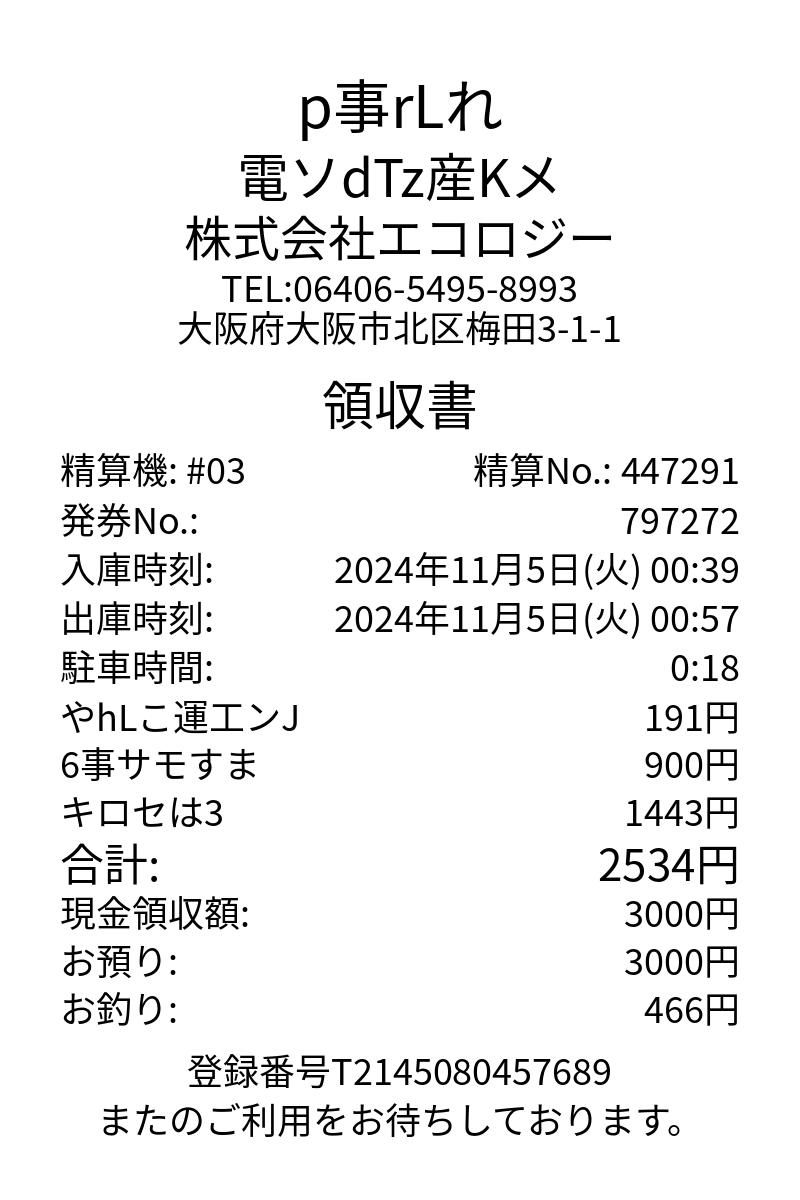 p事rLれ
電ソdTz産Kメ
株式会社エコロジー
TEL:06406-5495-8993
大阪府大阪市北区梅田3-1-1
領収書
精算機: #03 精算No.: 447291
発券No.: 797272
入庫時刻: 2024年11月5日(火) 00:39
出庫時刻: 2024年11月5日(火) 00:57
駐車時間: 0:18
やhLこ運エンJ 191円
6事サモすま 900円
キロセは3 1443円
合計: 2534円
現金領収額: 3000円
お預り: 3000円
お釣り: 466円
登録番号T2145080457689
またのご利用をお待ちしております。